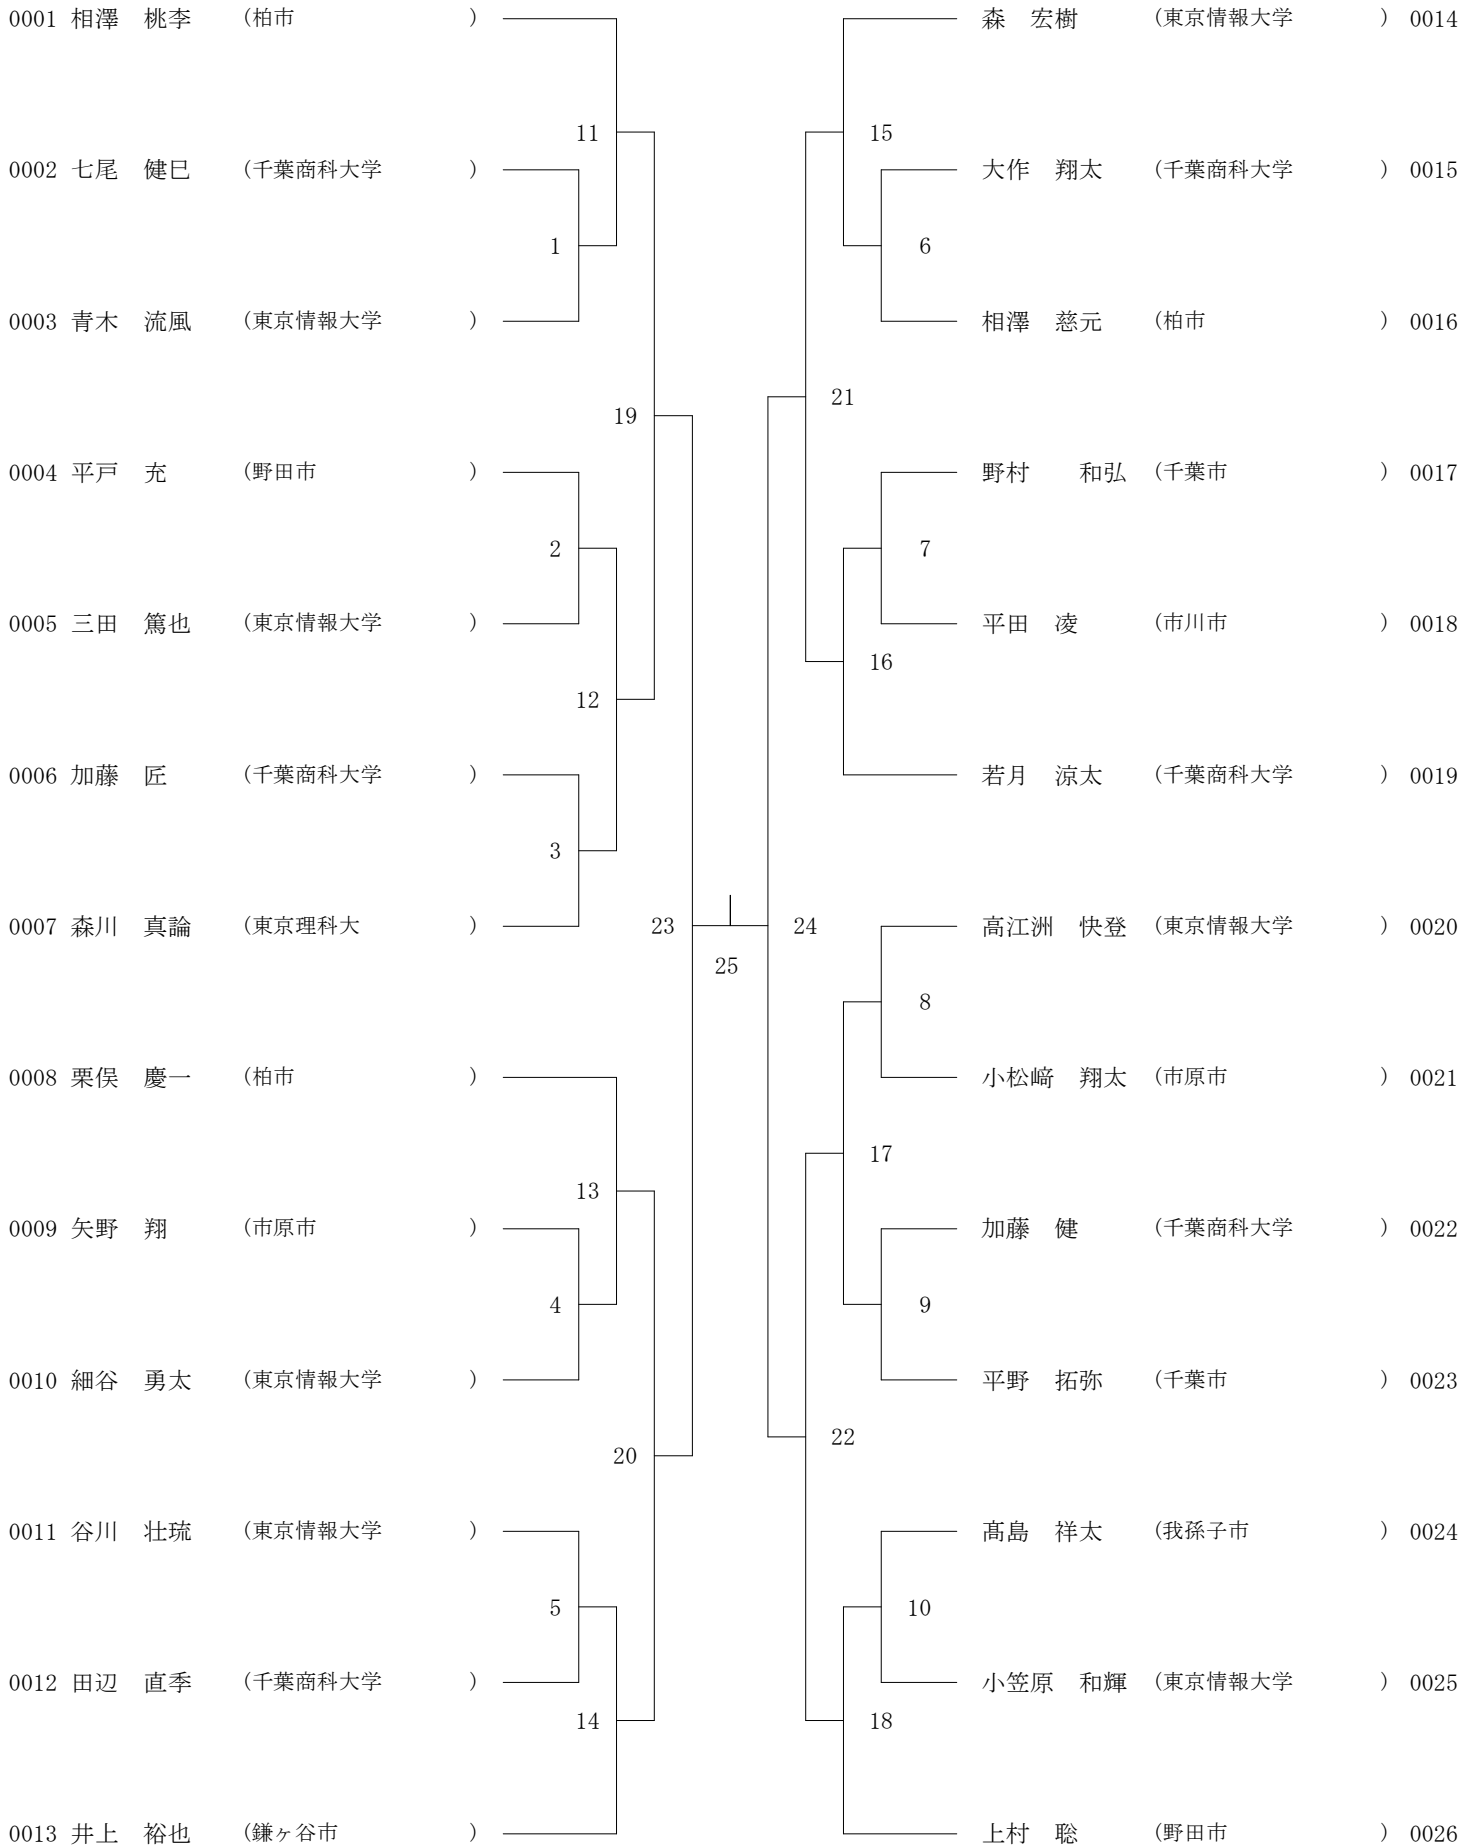 0001 相澤　桃李　(柏市　)
11
0002 七尾　健巳　(千葉商科大学　)
1
0003 青木　流風　(東京情報大学　)
19
0004 平戸　充　(野田市　)
2
0005 三田　篤也　(東京情報大学　)
12
0006 加藤　匠　(千葉商科大学　)
3
0007 森川　真論　(東京理科大　)
23
0008 栗俣　慶一　(柏市　)
13
0009 矢野　翔　(市原市　)
4
0010 細谷　勇太　(東京情報大学　)
20
0011 谷川　壮琉　(東京情報大学　)
5
0012 田辺　直季　(千葉商科大学　)
14
0013 井上　裕也　(鎌ヶ谷市　)
25
森　宏樹　(東京情報大学　) 0014
15
大作　翔太　(千葉商科大学　) 0015
6
相澤　慈元　(柏市　) 0016
21
野村　　和弘　(千葉市　) 0017
7
平田　凌　(市川市　) 0018
16
若月　涼太　(千葉商科大学　) 0019
24
高江洲　快登　(東京情報大学　) 0020
8
小松﨑　翔太　(市原市　) 0021
17
加藤　健　(千葉商科大学　) 0022
9
平野　拓弥　(千葉市　) 0023
22
髙島　祥太　(我孫子市　) 0024
10
小笠原　和輝　(東京情報大学　) 0025
18
上村　聡　(野田市　) 0026